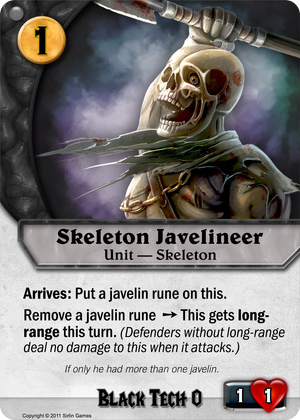 1
Skeleton Javelineer
Unit — Skeleton
Arrives: Put a javelin rune on this.
Remove a javelin rune → This gets long-
range this turn. (Defenders without long-range
deal no damage to this when it attacks.)
If only he had more than one javelin.
Black Tech 0
1 1
Copyright © 2011 Sirlin Games